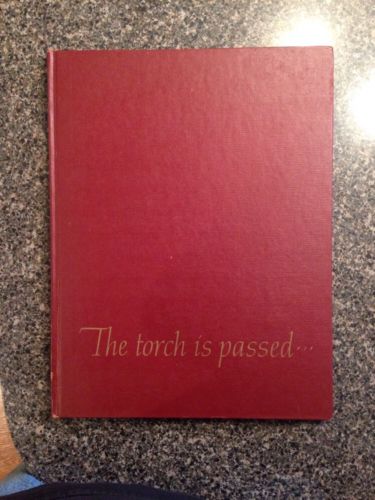 The torch is passed...